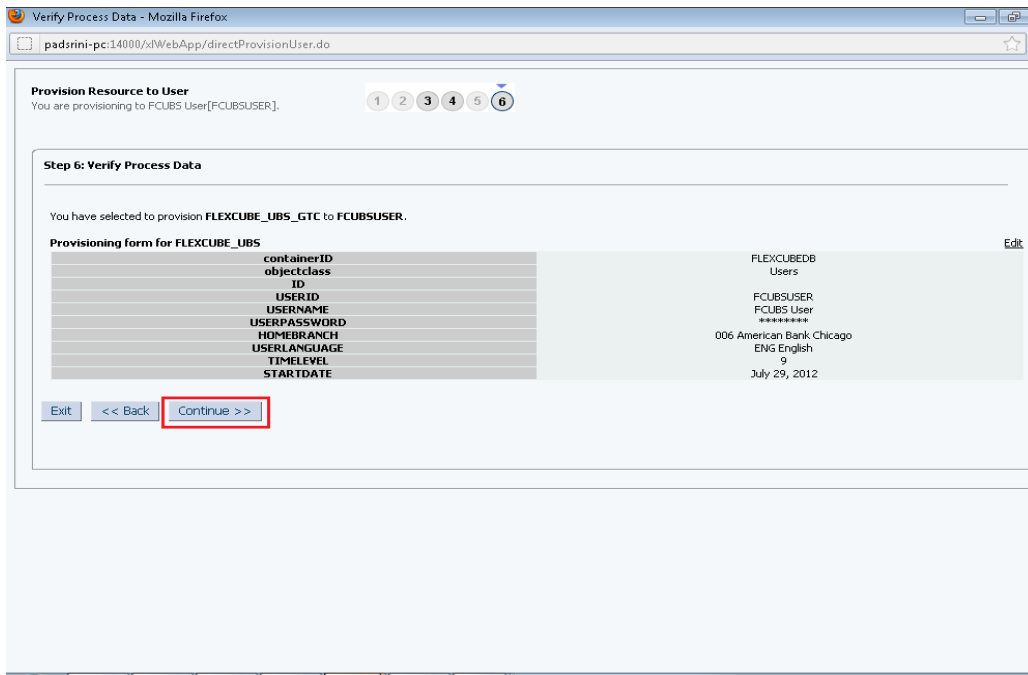 Verify Process Data - Mozilla Firefox
padsrini-pc:14000/xlWebApp/directProvisionUser.do
Provision Resource to User
You are provisioning to FCUBS User[FCUBSUSER].
1 2 3 4 5 6
Step 6: Verify Process Data
You have selected to provision FLEXCUBE_UBS_GTC to FCUBSUSER.
Provisioning form for FLEXCUBE_UBS Edit
containerID FLEXCUBEDB
objectclass Users
ID
USERID FCUBSUSER
USERNAME FCUBS User
USERPASSWORD ********
HOMEBRANCH 006 American Bank Chicago
USERLANGUAGE ENG English
TIMELEVEL 9
STARTDATE July 29, 2012
Exit << Back Continue >>